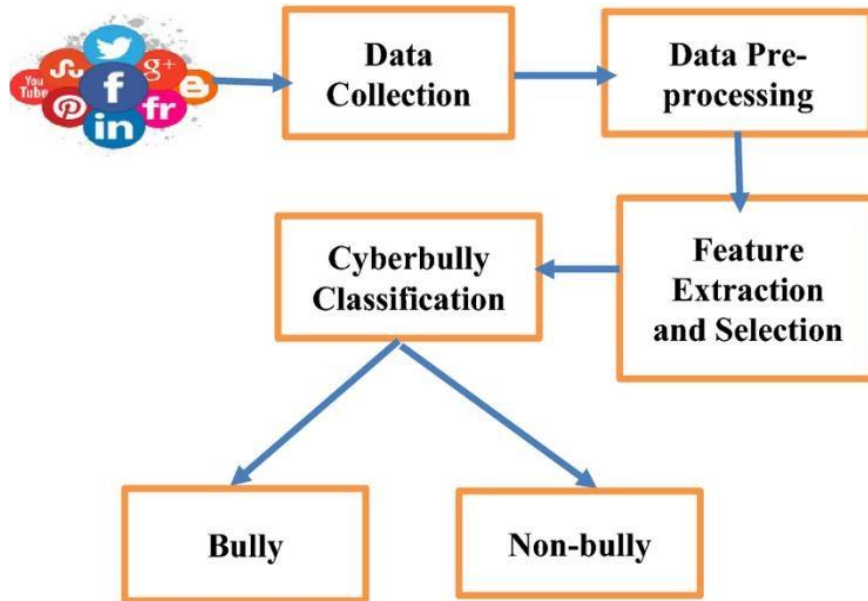 You
Tube
g+
f
fr
in
Data
Collection
Data Pre-
processing
Cyberbully
Classification
Feature
Extraction
and Selection
Bully
Non-bully